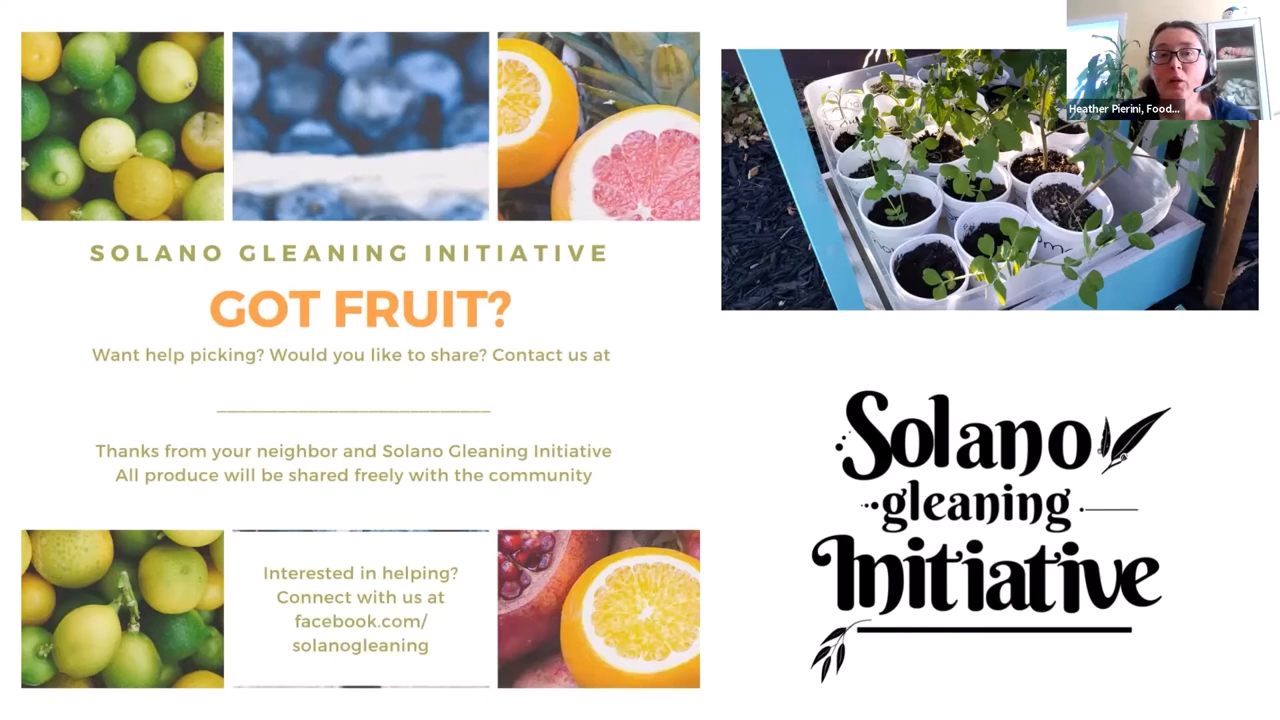 SOLANO GLEANING INITIATIVE
GOT FRUIT?
Want help picking? Would you like to share? Contact us at
Thanks from your neighbor and Solano Gleaning Initiative
All produce will be shared freely with the community
Interested in helping?
Connect with us at
facebook.com/
solanogleaning
Heather Pierini, Food...
Solano
gleaning
Initiative